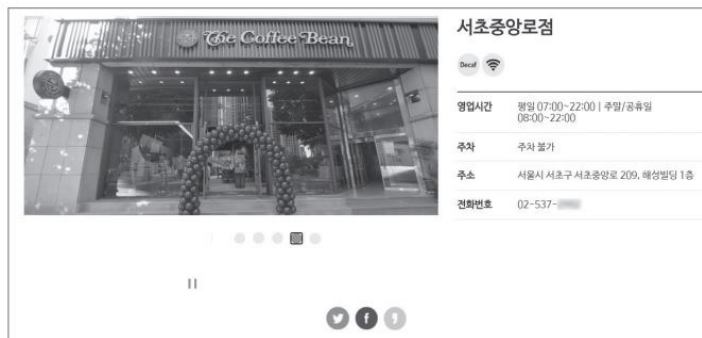 The Coffee Bean
서초중앙로점
Decaf
영업시간 평일 07:00~22:00 | 주말/공휴일
08:00~22:00
주차 주차 불가
주소 서울시 서초구 서초중앙로 209, 해성빌딩 1층
전화번호 02-537-